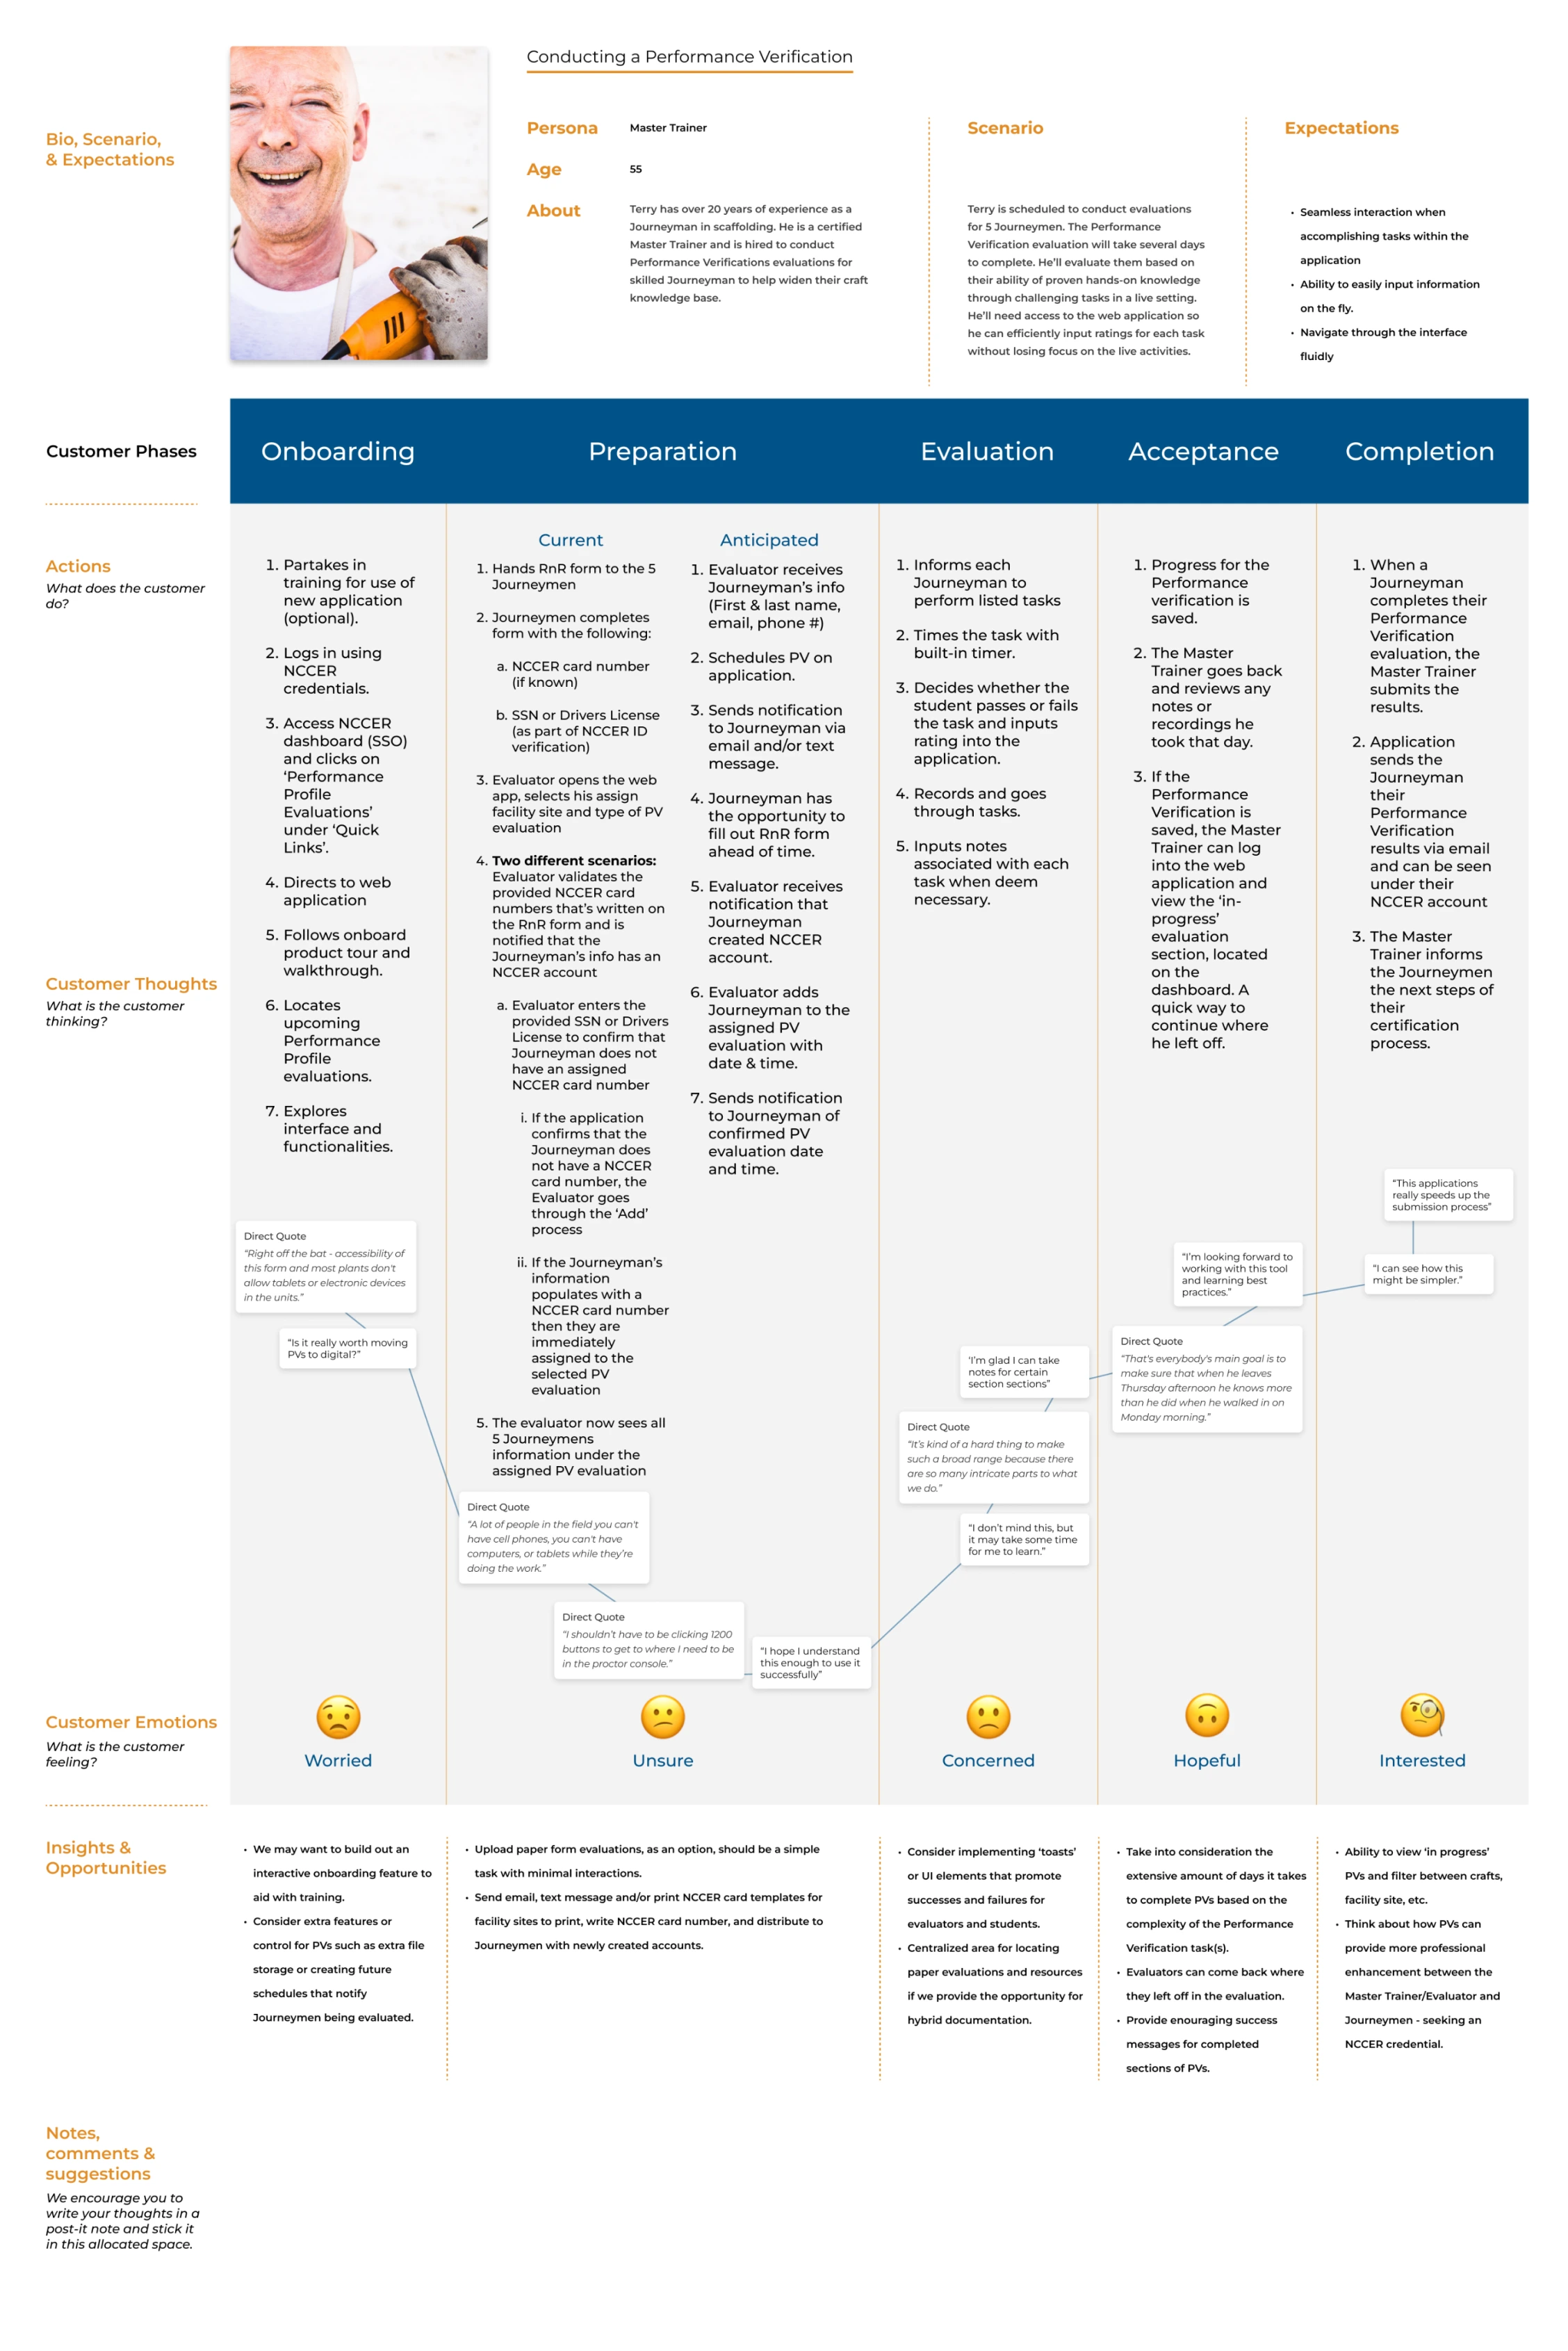 Conducting a Performance Verification
Bio, Scenario,
& Expectations
Persona
Master Trainer
Age
55
About
Terry has over 20 years of experience as a
Journeyman in scaffolding. He is a certified
Master Trainer and is hired to conduct
Performance Verifications evaluations for
skilled Journeyman to help widen their craft
knowledge base.
Scenario
Terry is scheduled to conduct evaluations
for 5 Journeymen. The Performance
Verification evaluation will take several days
to complete. He'll evaluate them based on
their ability of proven hands-on knowledge
through challenging tasks in a live setting.
He'll need access to the web application so
he can efficiently input ratings for each task
without losing focus on the live activities.
Expectations
• Seamless interaction when
accomplishing tasks within the
application
• Ability to easily input information
on the fly.
• Navigate through the interface
fluidly
Customer Phases
Onboarding
Preparation
Evaluation
Acceptance
Completion
Actions
What does the customer
do?
1. Partakes in
training for use of
new application
(optional).
2. Logs in using
NCCER
credentials.
3. Access NCCER
dashboard (SSO)
and clicks on
‘Performance
Profile
Evaluations’
under ‘Quick
Links’.
4. Directs to web
application
5. Follows onboard
product tour and
walkthrough.
6. Locates
upcoming
Performance
Profile
evaluations.
7. Explores
interface and
functionalities.
Current
1. Hands RnR form to the 5
Journeymen
2. Journeymen completes
form with the following:
a. NCCER card number
(if known)
b. SSN or Drivers License
(as part of NCCER ID
verification)
3. Evaluator opens the web
app, selects his assign
facility site and type of PV
evaluation
4. Two different scenarios:
Evaluator validates the
provided NCCER card
numbers that's written on
the RnR form and is
notified that the
Journeyman's info has an
NCCER account
a. Evaluator enters the
provided SSN or Drivers
License to confirm that
Journeyman does not
have an assigned
NCCER card number
i. If the application
confirms that the
Journeyman does
not have a NCCER
card number, the
Evaluator goes
through the ‘Add’
process
ii. If the Journeyman's
information
populates with a
NCCER card number
then they are
immediately
assigned to the
selected PV
evaluation
5. The evaluator now sees all
5 Journeymens
information under the
assigned PV evaluation
Anticipated
1. Evaluator receives
Journeyman's info
(First & last name,
email, phone #)
2. Schedules PV on
application.
3. Sends notification
to Journeyman via
email and/or text
message.
4. Journeyman has
the opportunity to
fill out RnR form
ahead of time.
5. Evaluator receives
notification that
Journeyman
created NCCER
account.
6. Evaluator adds
Journeyman to the
assigned PV
evaluation with
date & time.
7. Sends notification
to Journeyman of
confirmed PV
evaluation date
and time.
1. Informs each
Journeyman to
perform listed tasks
2. Times the task with
built-in timer.
3. Decides whether the
student passes or fails
the task and inputs
rating into the
application.
4. Records and goes
through tasks.
5. Inputs notes
associated with each
task when deem
necessary.
1. Progress for the
Performance
verification is
saved.
2. The Master
Trainer goes back
and reviews any
notes or
recordings he
took that day.
3. If the
Performance
Verification is
saved, the Master
Trainer can log
into the web
application and
view the ‘in-
progress’
evaluation
section, located
on the
dashboard. A
quick way to
continue where
he left off.
1. When a
Journeyman
completes their
Performance
Verification
evaluation, the
Master Trainer
submits the
results.
2. Application
sends the
Journeyman
their
Performance
Verification
results via email
and can be seen
under their
NCCER account
3. The Master
Trainer informs
the Journeymen
the next steps of
their
certification
process.
Customer Thoughts
What is the customer
thinking?
Direct Quote
“Right off the bat - accessibility of
this form and most plants don't
allow tablets or electronic devices
in the units.”
“Is it really worth moving
PVs to digital?”
Direct Quote
“A lot of people in the field you can't
have cell phones, you can't have
computers, or tablets while they're
doing the work.”
Direct Quote
“I shouldn't have to be clicking 1200
buttons to get to where I need to be
in the proctor console.”
“I hope I understand
this enough to use it
successfully”
“I don't mind this, but
it may take some time
for me to learn.”
Direct Quote
“It's kind of a hard thing to make
such a broad range because there
are so many intricate parts to what
we do.”
‘I'm glad I can take
notes for certain
section sections”
Direct Quote
“That's everybody's main goal is to
make sure that when he leaves
Thursday afternoon he knows more
than he did when he walked in on
Monday morning.”
“I'm looking forward to
working with this tool
and learning best
practices.”
“I can see how this
might be simpler.”
“This applications
really speeds up the
submission process”
Customer Emotions
What is the customer
feeling?
Worried
Unsure
Concerned
Hopeful
Interested
Insights &
Opportunities
• We may want to build out an
interactive onboarding feature to
aid with training.
• Consider extra features or
control for PVs such as extra file
storage or creating future
schedules that notify
Journeymen being evaluated.
• Upload paper form evaluations, as an option, should be a simple
task with minimal interactions.
• Send email, text message and/or print NCCER card templates for
facility sites to print, write NCCER card number, and distribute to
Journeymen with newly created accounts.
• Consider implementing ‘toasts’
or UI elements that promote
successes and failures for
evaluators and students.
• Centralized area for locating
paper evaluations and resources
if we provide the opportunity for
hybrid documentation.
• Take into consideration the
extensive amount of days it takes
to complete PVs based on the
complexity of the Performance
Verification task(s).
• Evaluators can come back where
they left off in the evaluation.
• Provide enouraging success
messages for completed
sections of PVs.
• Ability to view ‘in progress’
PVs and filter between crafts,
facility site, etc.
• Think about how PVs can
provide more professional
enhancement between the
Master Trainer/Evaluator and
Journeymen - seeking an
NCCER credential.
Notes,
comments &
suggestions
We encourage you to
write your thoughts in a
post-it note and stick it
in this allocated space.